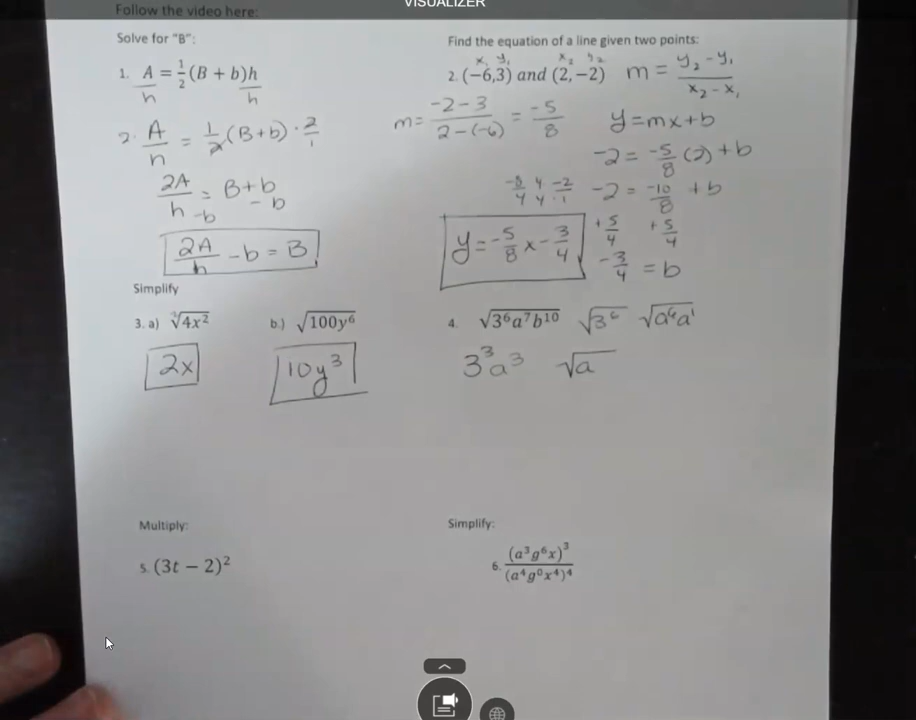 VISUALIZER
Follow the video here:
Solve for "B":
1. A = 1/2 (B + b)h
h h
2. A/h = 1/2 (B+b) · 2/1
2A/h = B+b
-b - b
2A/h - b = B
Find the equation of a line given two points:
x₁ y₁ x₂ y₂
2. (−6,3) and (2,−2) m = y₂ - y₁ / x₂ - x₁
m = -2-3 / 2-(-6) = -5/8
y = mx + b
-2 = -5/8 (2) + b
-2 = -10/8 + b
+5/4 +5/4
-3/4 = b
y = -5/8 x - 3/4
Simplify
3. a) √4x²
2x
b.) √100y⁶
10y³
4. √3⁶a⁷b¹⁰ √3⁶ √a⁶a¹
3³a³ √a
Multiply:
5. (3t − 2)²
Simplify:
6. (a³g⁶x)³ / (a⁴g⁰x⁴)⁴